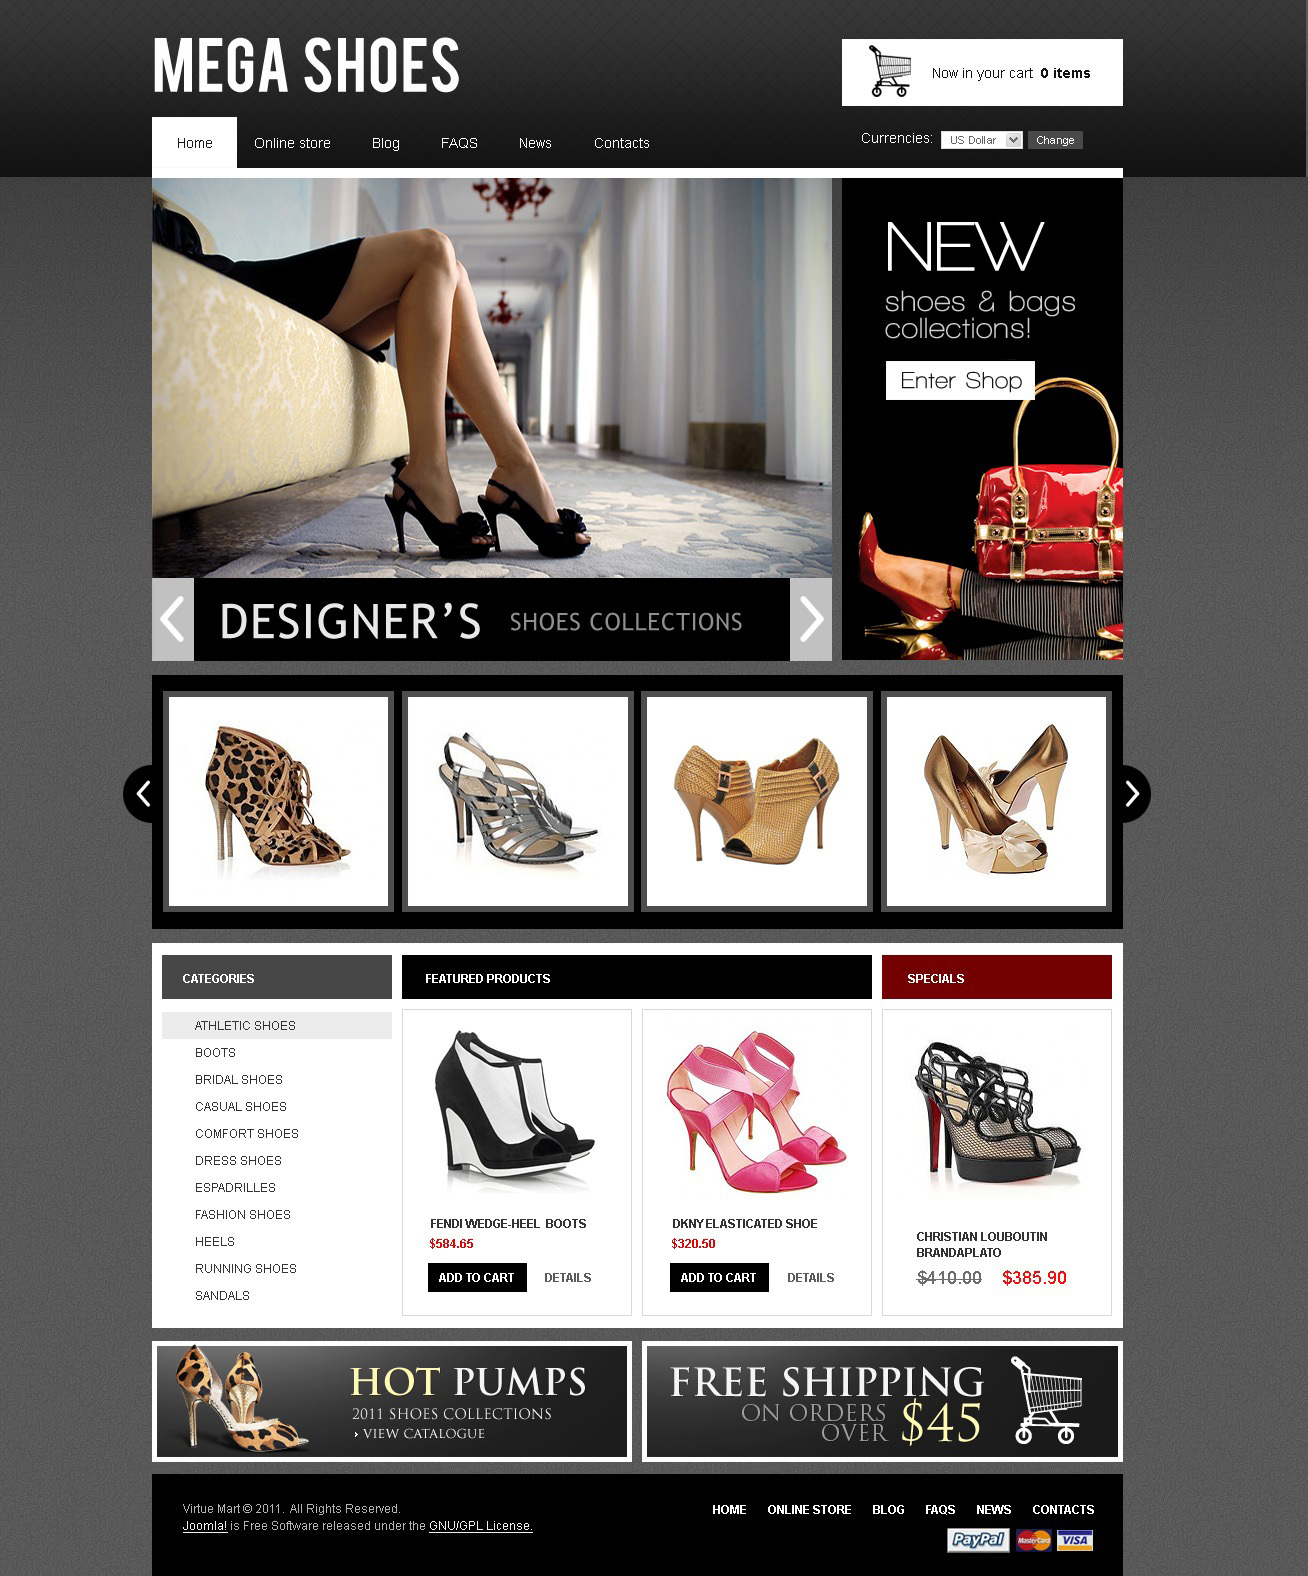 MEGA SHOES
Now in your cart 0 items
Home Online store Blog FAQS News Contacts
Currencies: US Dollar Change
NEW
shoes & bags
collections!
Enter Shop
DESIGNER'S SHOES COLLECTIONS
CATEGORIES
ATHLETIC SHOES
BOOTS
BRIDAL SHOES
CASUAL SHOES
COMFORT SHOES
DRESS SHOES
ESPADRILLES
FASHION SHOES
HEELS
RUNNING SHOES
SANDALS
FEATURED PRODUCTS
FENDI WEDGE-HEEL BOOTS
$584.65
ADD TO CART DETAILS
DKNY ELASTICATED SHOE
$320.50
ADD TO CART DETAILS
SPECIALS
CHRISTIAN LOUBOUTIN
BRANDAPLATO
$410.00 $385.90
HOT PUMPS
2011 SHOES COLLECTIONS
› VIEW CATALOGUE
FREE SHIPPING
ON ORDERS
OVER $45
Virtue Mart © 2011. All Rights Reserved.
Joomla! is Free Software released under the GNU/GPL License.
HOME ONLINE STORE BLOG FAQS NEWS CONTACTS
PayPal MasterCard VISA